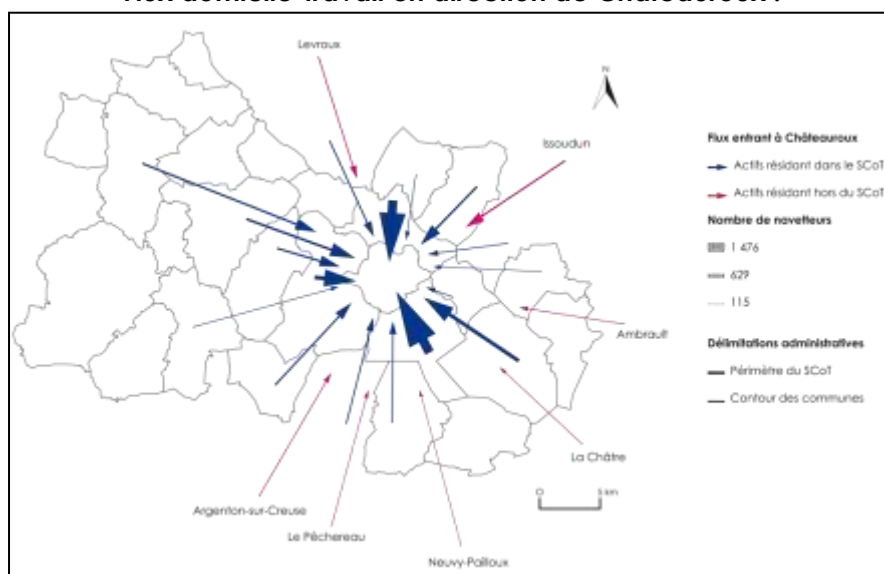 Flux domicile-travail en direction de Châteauroux :
Levroux
N
Issoudun
Flux entrant à Châteauroux
Actifs résidant dans le SCoT
Actifs résidant hors du SCoT
Nombre de navetteurs
1 476
629
115
Ambrault
Délimitations administratives
Périmètre du SCoT
Contour des communes
La Châtre
0 5 km
Argenton-sur-Creuse
Le Pêchereau
Neuvy-Pailloux